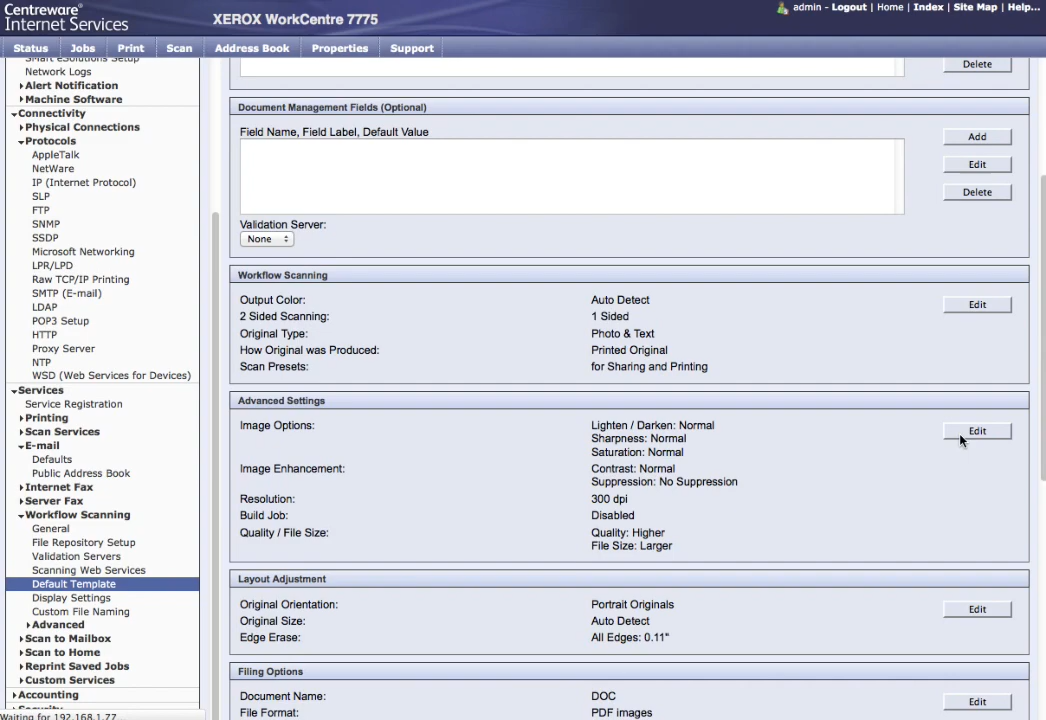 Centreware
Internet Services
XEROX WorkCentre 7775
admin - Logout | Home | Index | Site Map | Help...
Status Jobs Print Scan Address Book Properties Support
Smart eSolutions Setup
Network Logs
Alert Notification
Machine Software
Connectivity
Physical Connections
Protocols
AppleTalk
NetWare
IP (Internet Protocol)
SLP
FTP
SNMP
SSDP
Microsoft Networking
LPR/LPD
Raw TCP/IP Printing
SMTP (E-mail)
LDAP
POP3 Setup
HTTP
Proxy Server
NTP
WSD (Web Services for Devices)
Services
Service Registration
Printing
Scan Services
E-mail
Defaults
Public Address Book
Internet Fax
Server Fax
Workflow Scanning
General
File Repository Setup
Validation Servers
Scanning Web Services
Default Template
Display Settings
Custom File Naming
Advanced
Scan to Mailbox
Scan to Home
Reprint Saved Jobs
Custom Services
Accounting
Security
Waiting for 192.168.1.77...
Delete
Document Management Fields (Optional)
Field Name, Field Label, Default Value
Add
Edit
Delete
Validation Server:
None
Workflow Scanning
Output Color: Auto Detect
Edit
2 Sided Scanning: 1 Sided
Original Type: Photo & Text
How Original was Produced: Printed Original
Scan Presets: for Sharing and Printing
Advanced Settings
Image Options: Lighten / Darken: Normal
Edit
Sharpness: Normal
Saturation: Normal
Image Enhancement: Contrast: Normal
Suppression: No Suppression
Resolution: 300 dpi
Build Job: Disabled
Quality / File Size: Quality: Higher
File Size: Larger
Layout Adjustment
Original Orientation: Portrait Originals
Edit
Original Size: Auto Detect
Edge Erase: All Edges: 0.11"
Filing Options
Document Name: DOC
Edit
File Format: PDF images